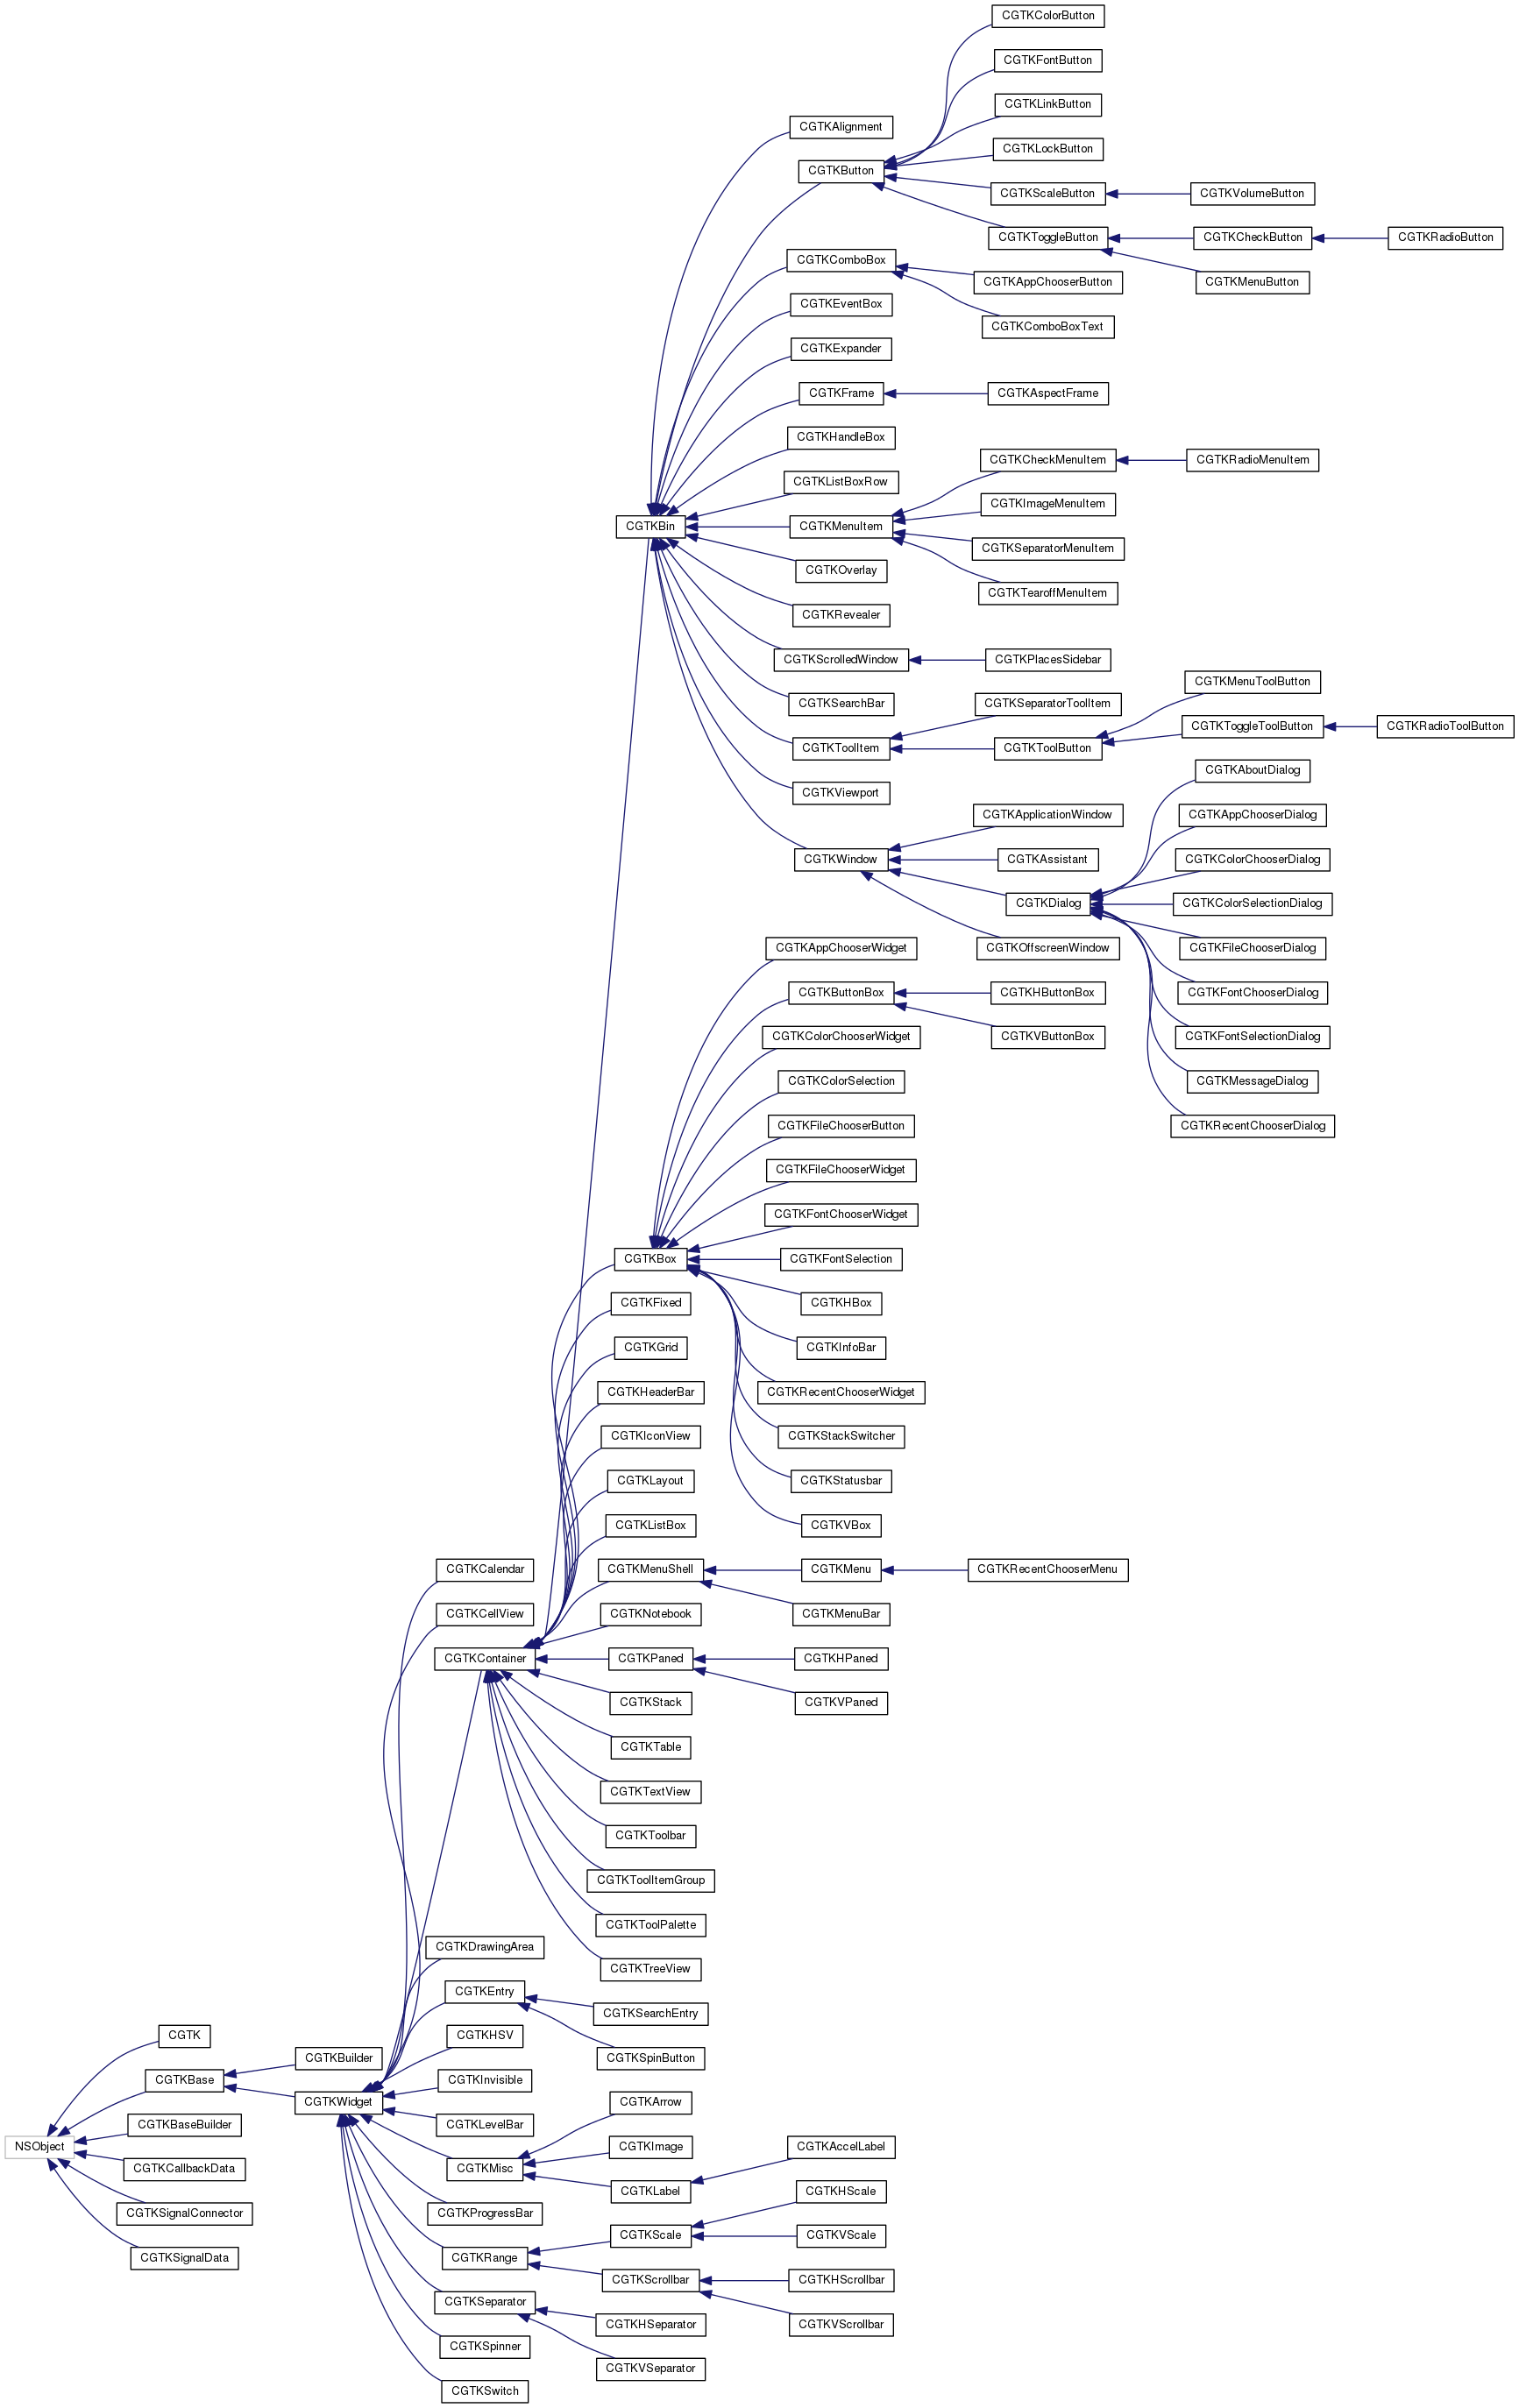 CGTKColorButton
CGTKFontButton
CGTKLinkButton
CGTKAlignment
CGTKLockButton
CGTKButton
CGTKScaleButton
CGTKVolumeButton
CGTKToggleButton
CGTKCheckButton
CGTKRadioButton
CGTKComboBox
CGTKAppChooserButton
CGTKMenuButton
CGTKEventBox
CGTKComboBoxText
CGTKExpander
CGTKFrame
CGTKAspectFrame
CGTKHandleBox
CGTKCheckMenuItem
CGTKRadioMenuItem
CGTKListBoxRow
CGTKImageMenuItem
CGTKBin
CGTKMenuItem
CGTKSeparatorMenuItem
CGTKOverlay
CGTKTearoffMenuItem
CGTKRevealer
CGTKScrolledWindow
CGTKPlacesSidebar
CGTKMenuToolButton
CGTKSearchBar
CGTKSeparatorToolItem
CGTKToggleToolButton
CGTKRadioToolButton
CGTKToolItem
CGTKToolButton
CGTKAboutDialog
CGTKViewport
CGTKApplicationWindow
CGTKAppChooserDialog
CGTKWindow
CGTKAssistant
CGTKColorChooserDialog
CGTKDialog
CGTKColorSelectionDialog
CGTKAppChooserWidget
CGTKOffscreenWindow
CGTKFileChooserDialog
CGTKButtonBox
CGTKHButtonBox
CGTKFontChooserDialog
CGTKColorChooserWidget
CGTKVButtonBox
CGTKFontSelectionDialog
CGTKColorSelection
CGTKMessageDialog
CGTKFileChooserButton
CGTKRecentChooserDialog
CGTKFileChooserWidget
CGTKFontChooserWidget
CGTKBox
CGTKFontSelection
CGTKFixed
CGTKHBox
CGTKGrid
CGTKInfoBar
CGTKHeaderBar
CGTKRecentChooserWidget
CGTKIconView
CGTKStackSwitcher
CGTKLayout
CGTKStatusbar
CGTKListBox
CGTKVBox
CGTKCalendar
CGTKMenuShell
CGTKMenu
CGTKRecentChooserMenu
CGTKCellView
CGTKNotebook
CGTKMenuBar
CGTKContainer
CGTKPaned
CGTKHPaned
CGTKStack
CGTKVPaned
CGTKTable
CGTKTextView
CGTKToolbar
CGTKToolItemGroup
CGTKToolPalette
CGTKDrawingArea
CGTKTreeView
CGTKEntry
CGTKSearchEntry
CGTK
CGTKHSV
CGTKBuilder
CGTKSpinButton
CGTKBase
CGTKInvisible
CGTKWidget
CGTKArrow
CGTKBaseBuilder
CGTKLevelBar
NSObject
CGTKImage
CGTKAccelLabel
CGTKCallbackData
CGTKMisc
CGTKLabel
CGTKHScale
CGTKSignalConnector
CGTKProgressBar
CGTKScale
CGTKVScale
CGTKSignalData
CGTKRange
CGTKScrollbar
CGTKHScrollbar
CGTKSeparator
CGTKHSeparator
CGTKVScrollbar
CGTKSpinner
CGTKVSeparator
CGTKSwitch